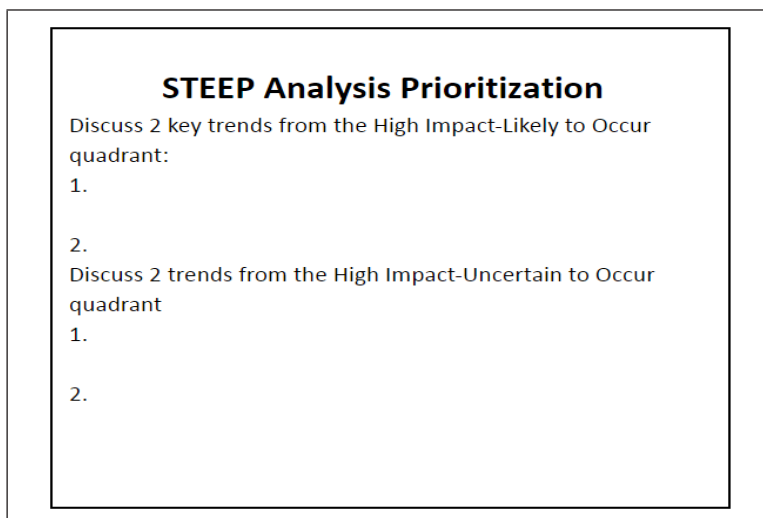 STEEP Analysis Prioritization
Discuss 2 key trends from the High Impact-Likely to Occur
quadrant:
1.
2.
Discuss 2 trends from the High Impact-Uncertain to Occur
quadrant
1.
2.